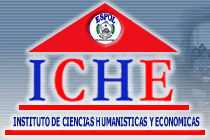 ESPOL
ICHE
INSTITUTO DE CIENCIAS HUMANISTICAS Y ECONOMICAS